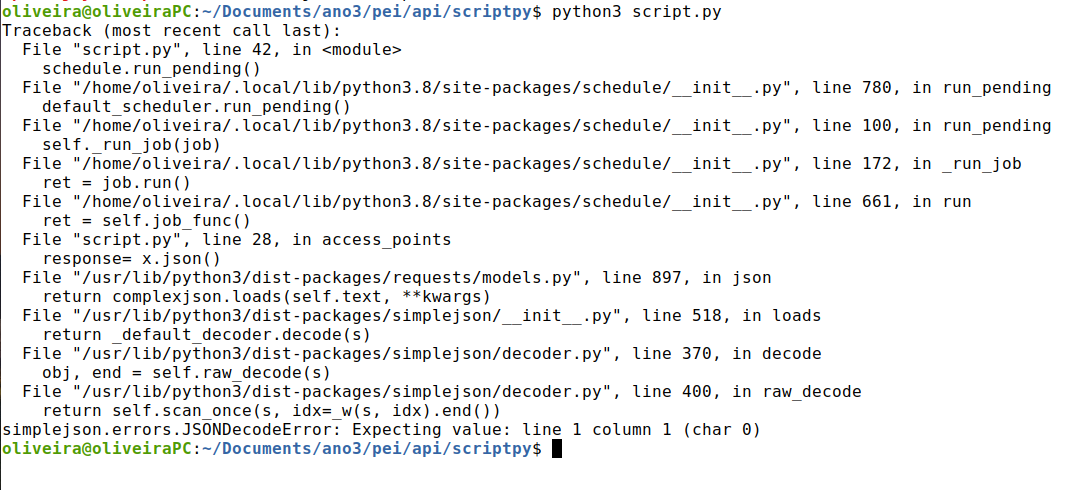 oliveira@oliveiraPC:~/Documents/ano3/pei/api/scriptpy$ python3 script.py
Traceback (most recent call last):
  File "script.py", line 42, in <module>
    schedule.run_pending()
  File "/home/oliveira/.local/lib/python3.8/site-packages/schedule/__init__.py", line 780, in run_pending
    default_scheduler.run_pending()
  File "/home/oliveira/.local/lib/python3.8/site-packages/schedule/__init__.py", line 100, in run_pending
    self._run_job(job)
  File "/home/oliveira/.local/lib/python3.8/site-packages/schedule/__init__.py", line 172, in _run_job
    ret = job.run()
  File "/home/oliveira/.local/lib/python3.8/site-packages/schedule/__init__.py", line 661, in run
    ret = self.job_func()
  File "script.py", line 28, in access_points
    response= x.json()
  File "/usr/lib/python3/dist-packages/requests/models.py", line 897, in json
    return complexjson.loads(self.text, **kwargs)
  File "/usr/lib/python3/dist-packages/simplejson/__init__.py", line 518, in loads
    return _default_decoder.decode(s)
  File "/usr/lib/python3/dist-packages/simplejson/decoder.py", line 370, in decode
    obj, end = self.raw_decode(s)
  File "/usr/lib/python3/dist-packages/simplejson/decoder.py", line 400, in raw_decode
    return self.scan_once(s, idx=_w(s, idx).end())
simplejson.errors.JSONDecodeError: Expecting value: line 1 column 1 (char 0)
oliveira@oliveiraPC:~/Documents/ano3/pei/api/scriptpy$